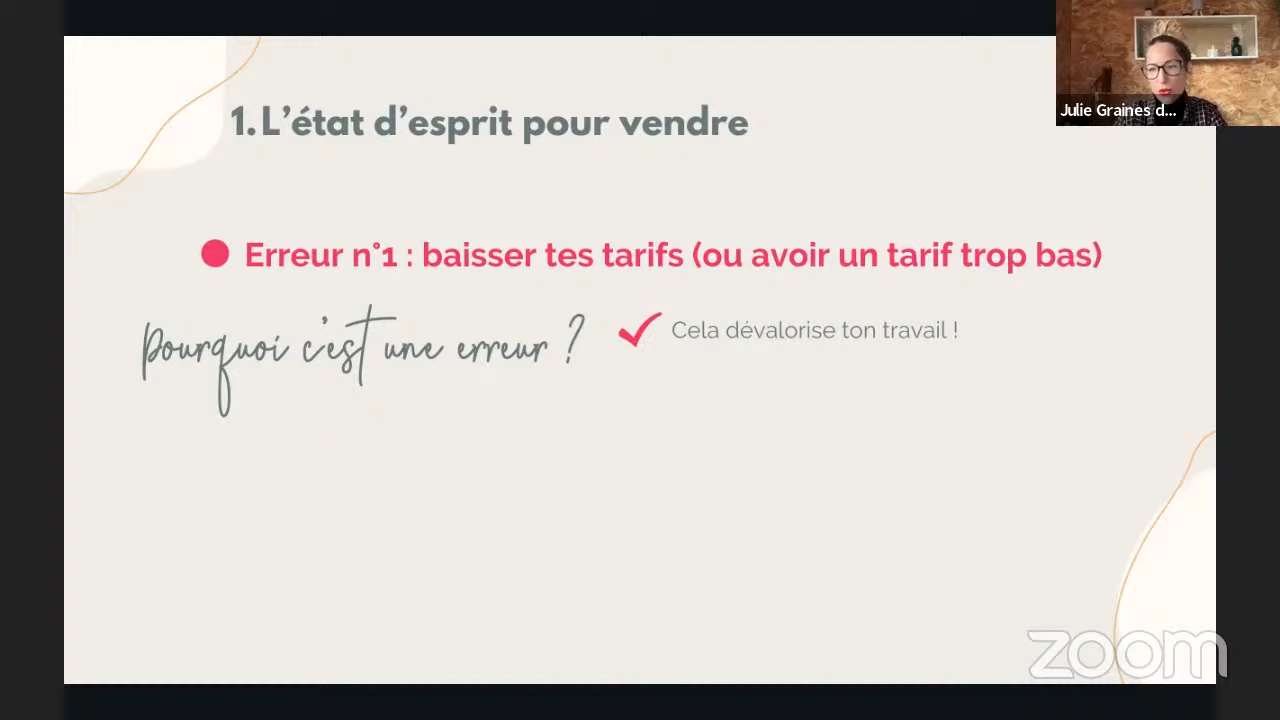 1. L’état d’esprit pour vendre
Julie Graines d...
Erreur n°1 : baisser tes tarifs (ou avoir un tarif trop bas)
pourquoi c’est une erreur ?
Cela dévalorise ton travail !
zoom